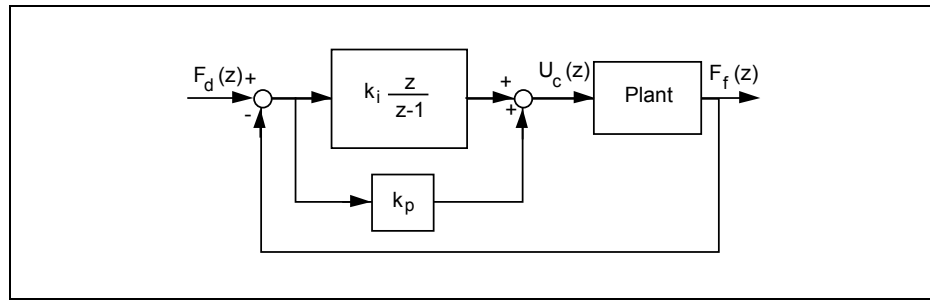 F_d(z) +
-
k_i z/(z-1)
+
+
U_c(z)
Plant
F_f(z)
k_p